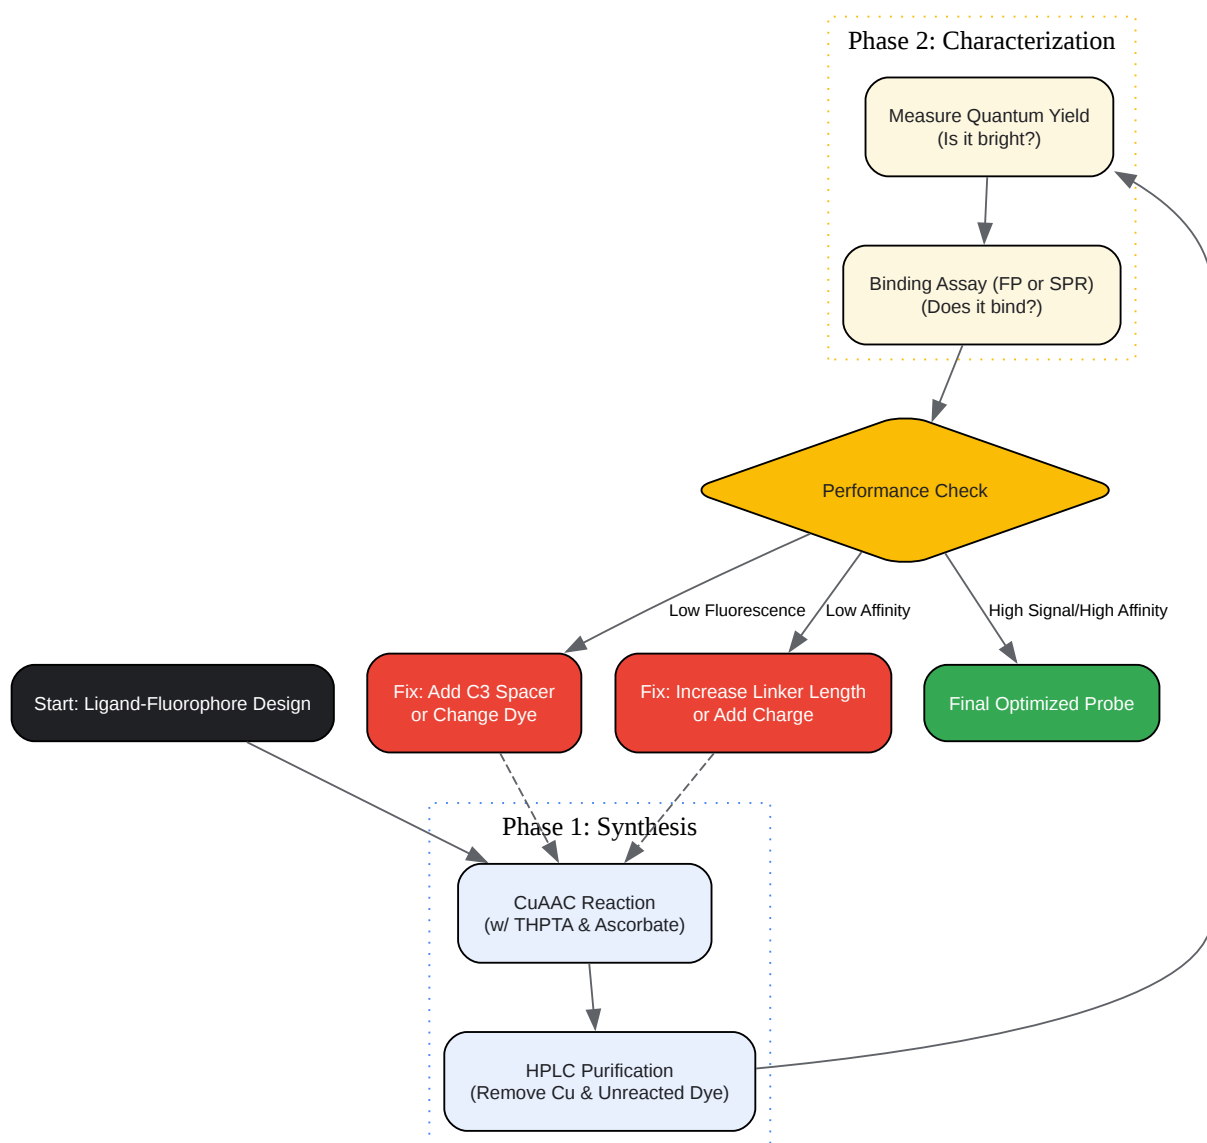 Phase 2: Characterization
Measure Quantum Yield
(Is it bright?)
Binding Assay (FP or SPR)
(Does it bind?)
Performance Check
Low Fluorescence
Low Affinity
High Signal/High Affinity
Start: Ligand-Fluorophore Design
Fix: Add C3 Spacer
or Change Dye
Fix: Increase Linker Length
or Add Charge
Final Optimized Probe
Phase 1: Synthesis
CuAAC Reaction
(w/ THPTA & Ascorbate)
HPLC Purification
(Remove Cu & Unreacted Dye)